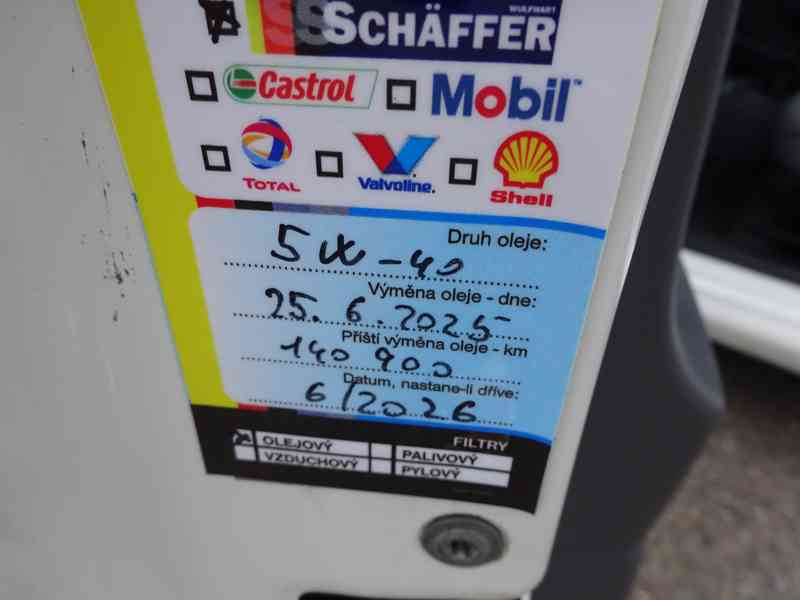 WULFHART
SCHÄFFER
Castrol
Mobil
TOTAL
Valvoline.
Shell
Druh oleje:
5W-40
Výměna oleje - dne:
25.6.2025
Příští výměna oleje - km
140 900
Datum, nastane-li dříve:
6/2026
FILTRY
OLEJOVÝ
PALIVOVÝ
VZDUCHOVÝ
PYLOVÝ